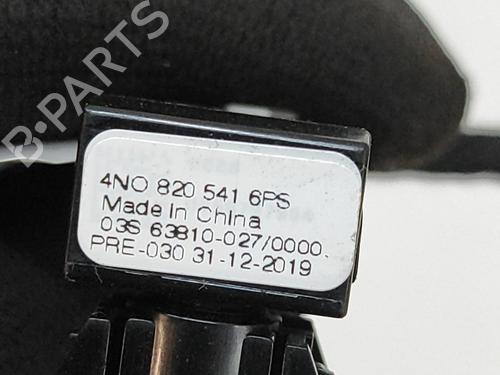 B-PARTS
4N0 820 541 6PS
Made in China
03S 63810-027/0000.
PRE-030 31-12-2019